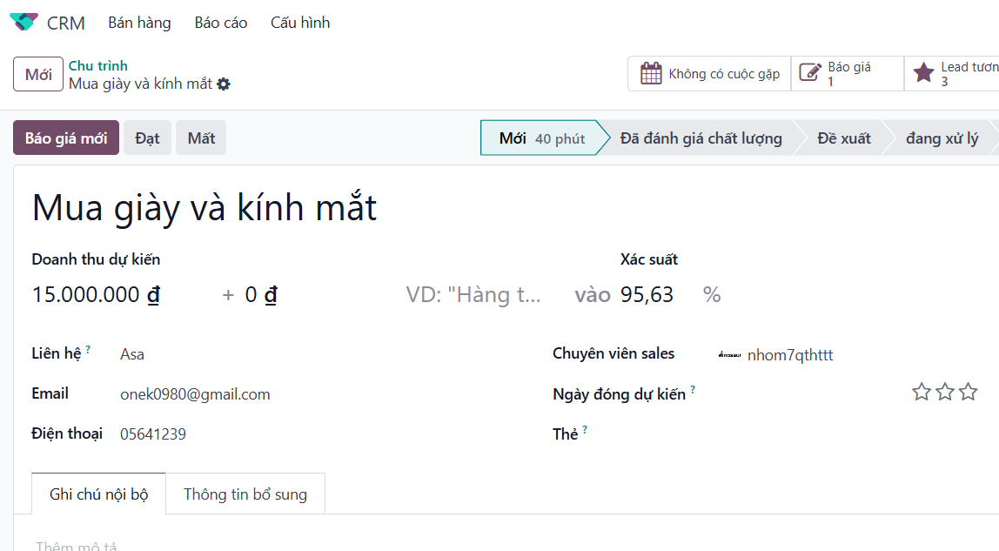 CRM Bán hàng Báo cáo Cấu hình
Mới
Chu trình
Mua giày và kính mắt
Không có cuộc gặp
Báo giá
1
Lead tươn
3
Báo giá mới Đạt Mất
Mới 40 phút Đã đánh giá chất lượng Đề xuất đang xử lý
Mua giày và kính mắt
Doanh thu dự kiến Xác suất
15.000.000 ₫ + 0 ₫ VD: "Hàng t... vào 95,63 %
Liên hệ ? Asa
Chuyên viên sales dinosaur nhom7qthttt
Email onek0980@gmail.com
Ngày đóng dự kiến ?
Điện thoại 05641239
Thẻ ?
Ghi chú nội bộ Thông tin bổ sung
Thêm mô tả